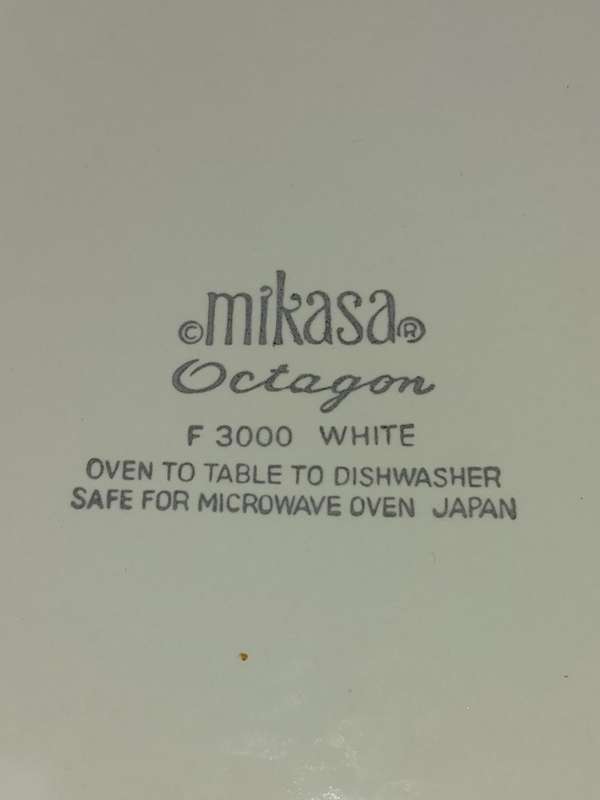 ©mikasa®
Octagon
F 3000 WHITE
OVEN TO TABLE TO DISHWASHER
SAFE FOR MICROWAVE OVEN JAPAN